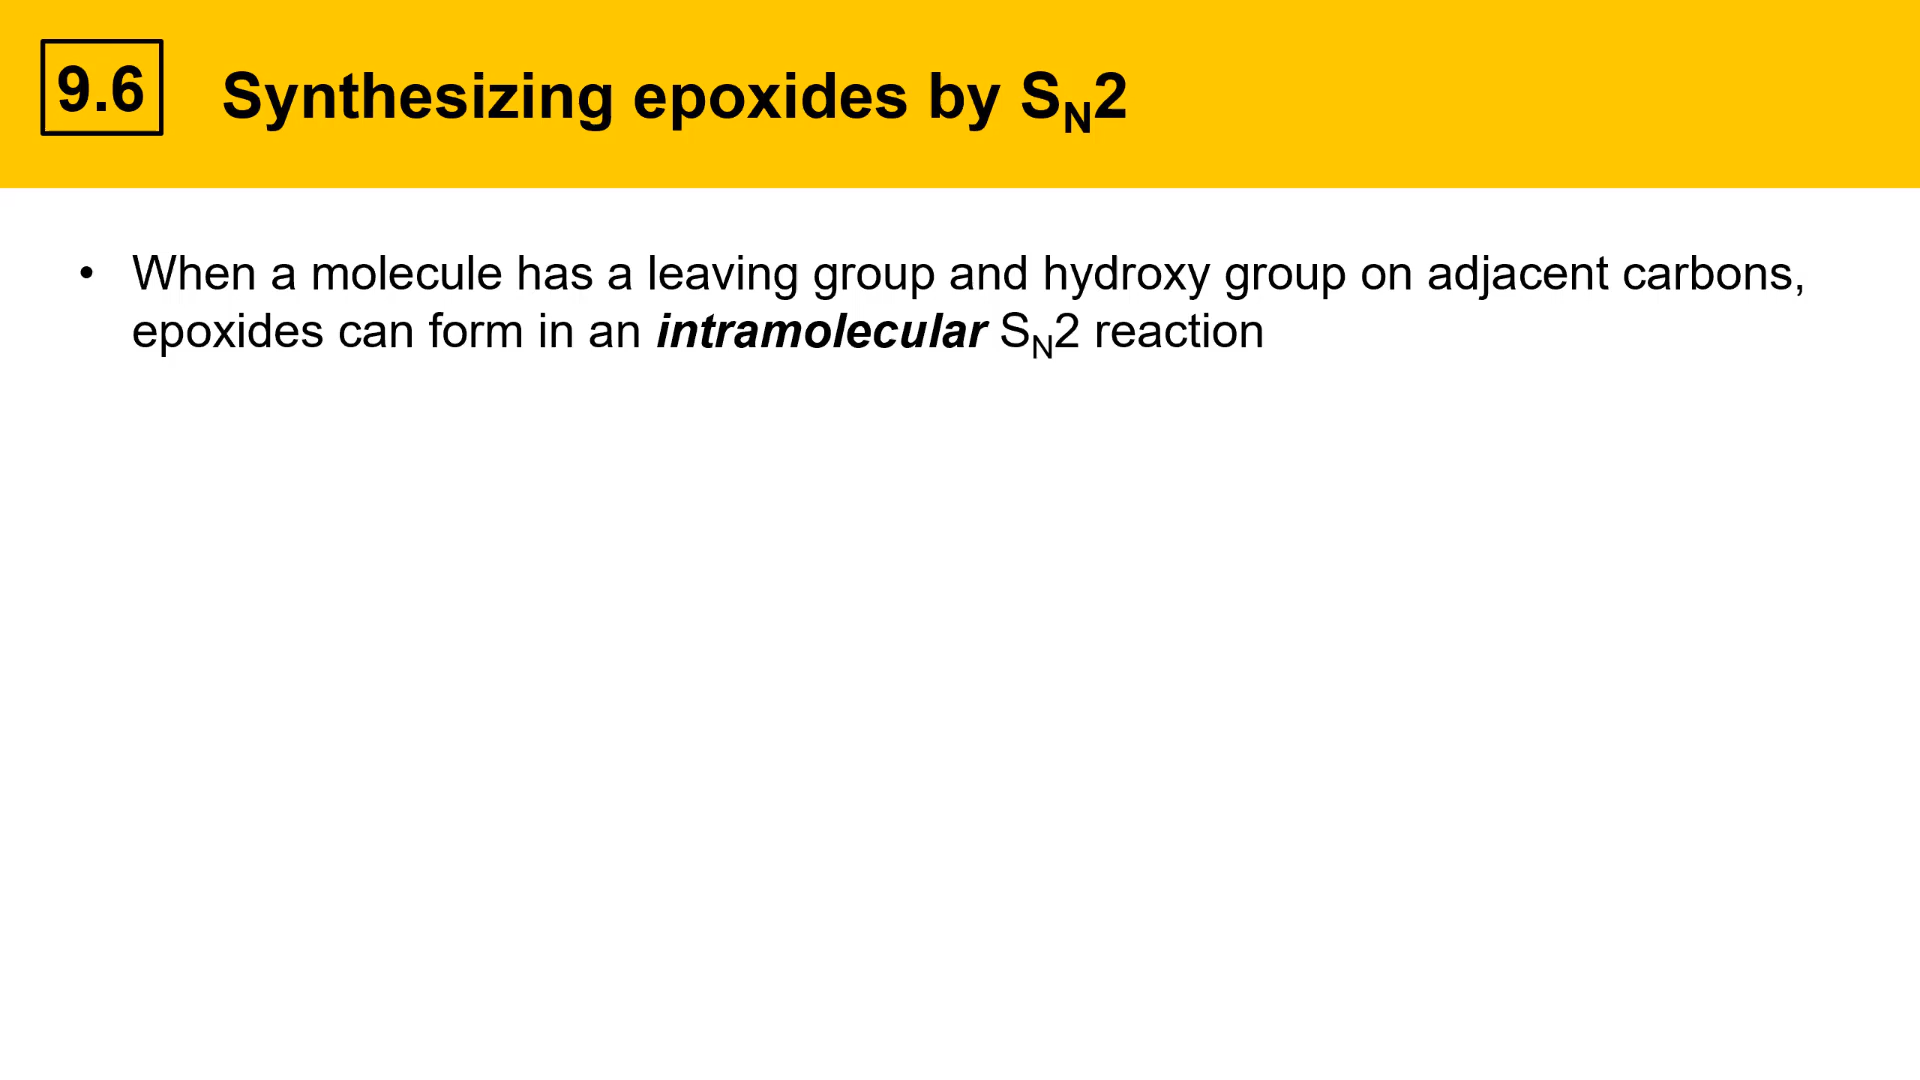 9.6
Synthesizing epoxides by SN2
• When a molecule has a leaving group and hydroxy group on adjacent carbons,
epoxides can form in an intramolecular SN2 reaction